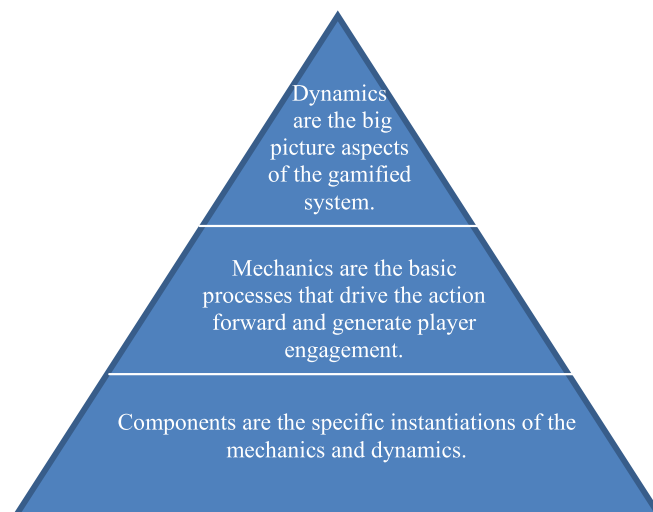 Dynamics
are the big
picture aspects
of the gamified
system.
Mechanics are the basic
processes that drive the action
forward and generate player
engagement.
Components are the specific instantiations of the
mechanics and dynamics.